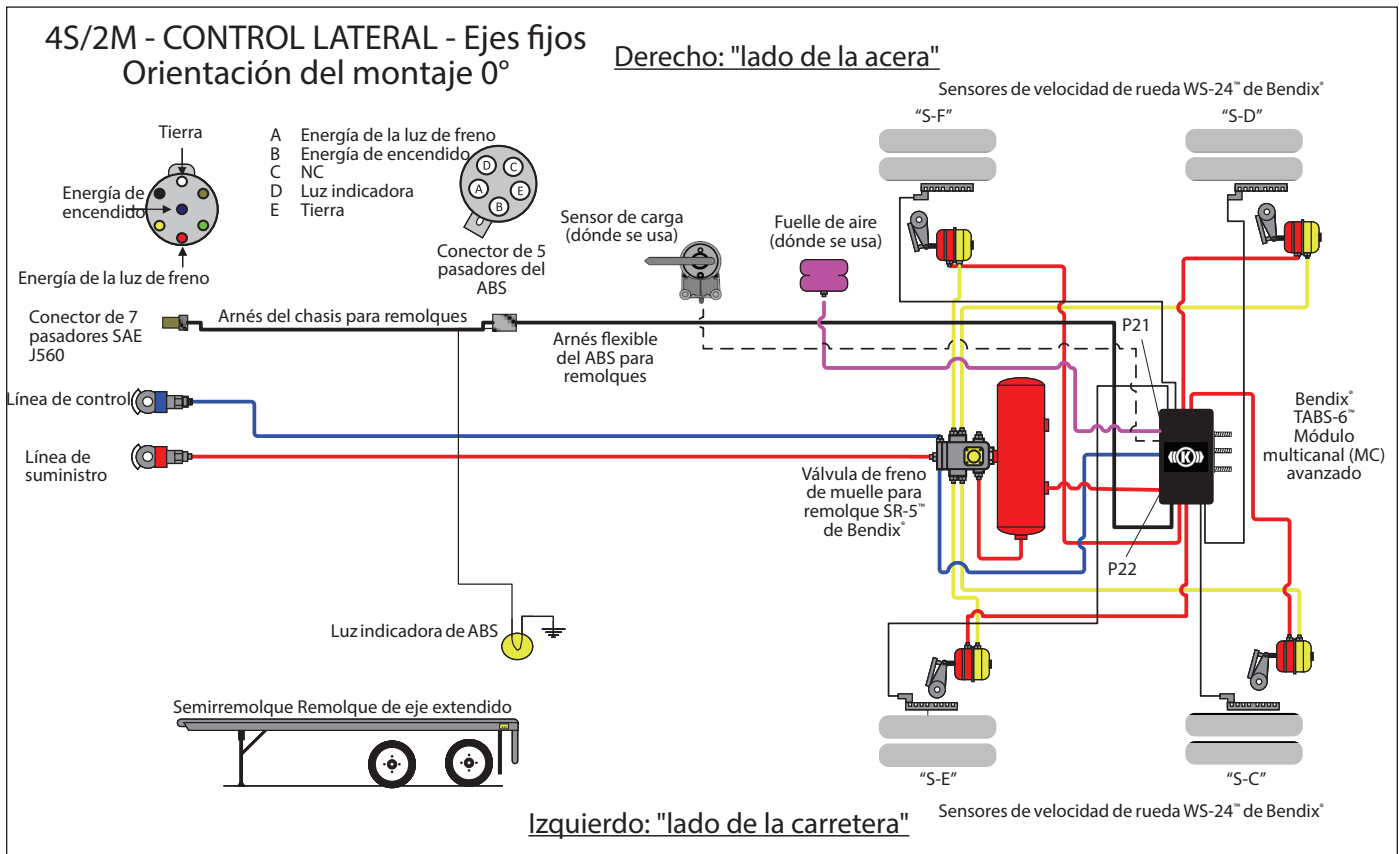 4S/2M - CONTROL LATERAL - Ejes fijos
Orientación del montaje 0°
Derecho: "lado de la acera"
Sensores de velocidad de rueda WS-24™ de Bendix®
"S-F"
"S-D"
Tierra
Energía de
encendido
Energía de la luz de freno
A Energía de la luz de freno
B Energía de encendido
C NC
D Luz indicadora
E Tierra
D
C
A
E
B
Conector de 5
pasadores del
ABS
Sensor de carga
(dónde se usa)
Fuelle de aire
(dónde se usa)
Conector de 7
pasadores SAE
J560
Arnés del chasis para remolques
Arnés flexible
del ABS para
remolques
P21
Línea de control
Línea de
suministro
Válvula de freno
de muelle para
remolque SR-5™
de Bendix®
K
Bendix®
TABS-6™
Módulo
multicanal (MC)
avanzado
P22
Luz indicadora de ABS
Semirremolque Remolque de eje extendido
"S-E"
"S-C"
Sensores de velocidad de rueda WS-24™ de Bendix®
Izquierdo: "lado de la carretera"